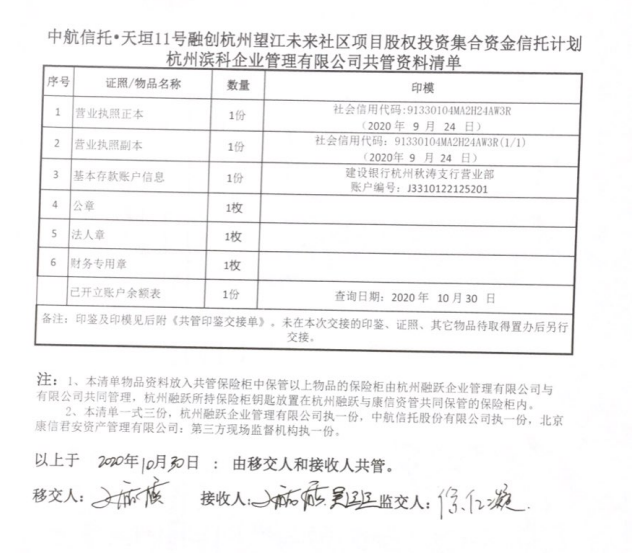 中航信托•天垣11号融创杭州望江未来社区项目股权投资集合资金信托计划
杭州滨科企业管理有限公司共管资料清单
序号 证照/物品名称 数量 印模
1 营业执照正本 1份 社会信用代码:91330104MA2H24AW3R
（2020年 9 月 24 日）
2 营业执照副本 1份 社会信用代码：91330104MA2H24AW3R(1/1)
（2020年 9 月 24 日）
3 基本存款账户信息 1份 建设银行杭州秋涛支行营业部
账户编号：J3310122125201
4 公章 1枚
5 法人章 1枚
6 财务专用章 1枚
已开立账户余额表 1份 查询日期：2020 年 10 月 30 日
备注：印鉴及印模见后附《共管印鉴交接单》。未在本次交接的印鉴、证照、其它物品待取得置办后另行
交接。
注：1、本清单物品资料放入共管保险柜中保管以上物品的保险柜由杭州融跃企业管理有限公司与
有限公司共同管理，杭州融跃所持保险柜钥匙放置在杭州融跃与康信资管共同保管的保险柜内。
2、本清单一式三份，杭州融跃企业管理有限公司执一份，中航信托股份有限公司执一份，北京
康信君安资产管理有限公司：第三方现场监督机构执一份。
以上于 2020年10月30日 ：由移交人和接收人共管。
移交人： 接收人： 监交人：